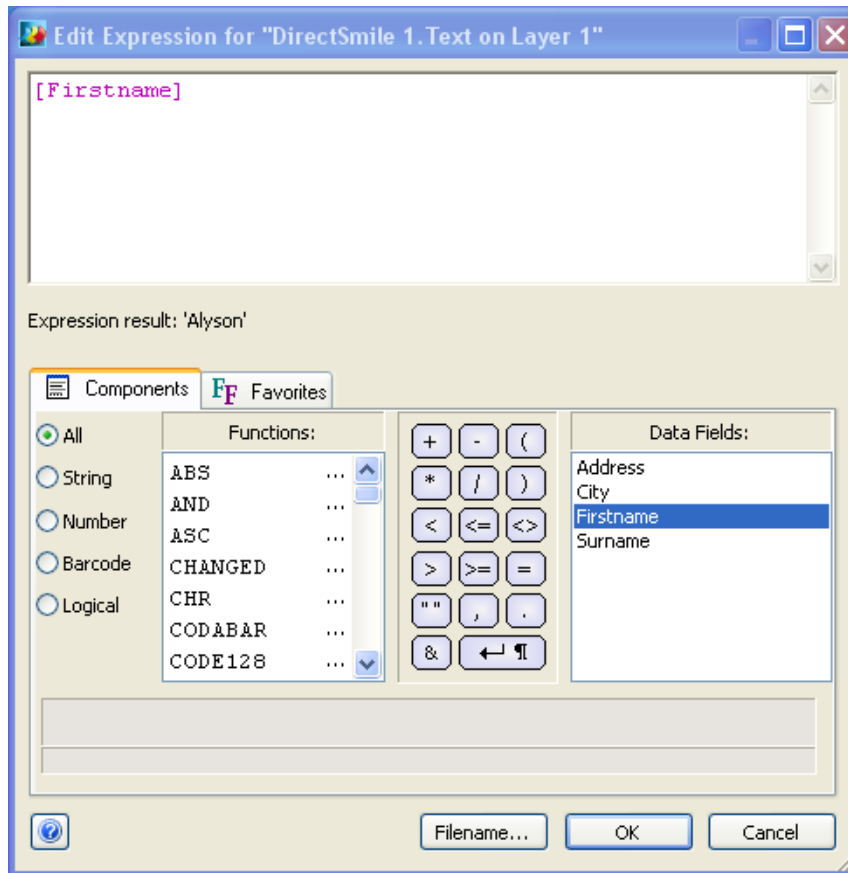 Edit Expression for "DirectSmile 1.Text on Layer 1"
[Firstname]
Expression result: 'Alyson'
Components
FF Favorites
All
String
Number
Barcode
Logical
Functions:
ABS ...
AND ...
ASC ...
CHANGED ...
CHR ...
CODABAR ...
CODE128 ...
+ - (
* / )
< <= <>
> >= =
" " , .
& ↵ ¶
Data Fields:
Address
City
Firstname
Surname
?
Filename...
OK
Cancel